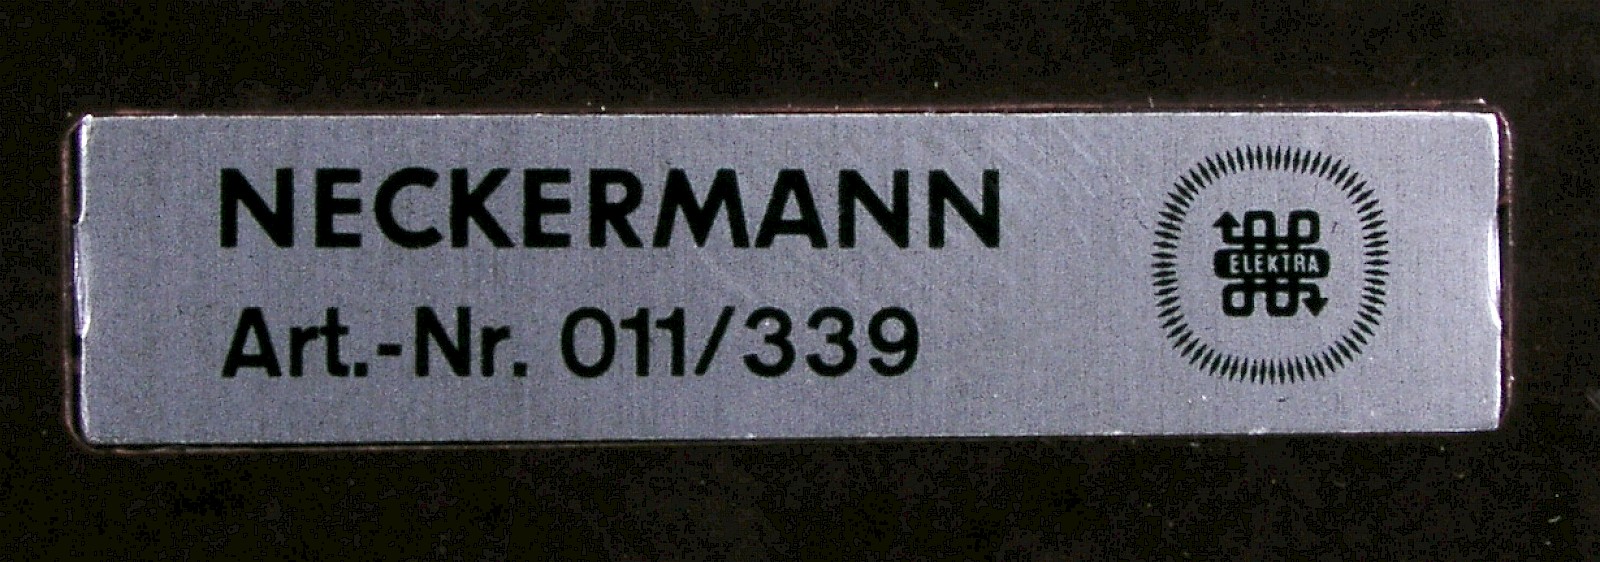 NECKERMANN
Art.-Nr. 011/339
ELEKTRA